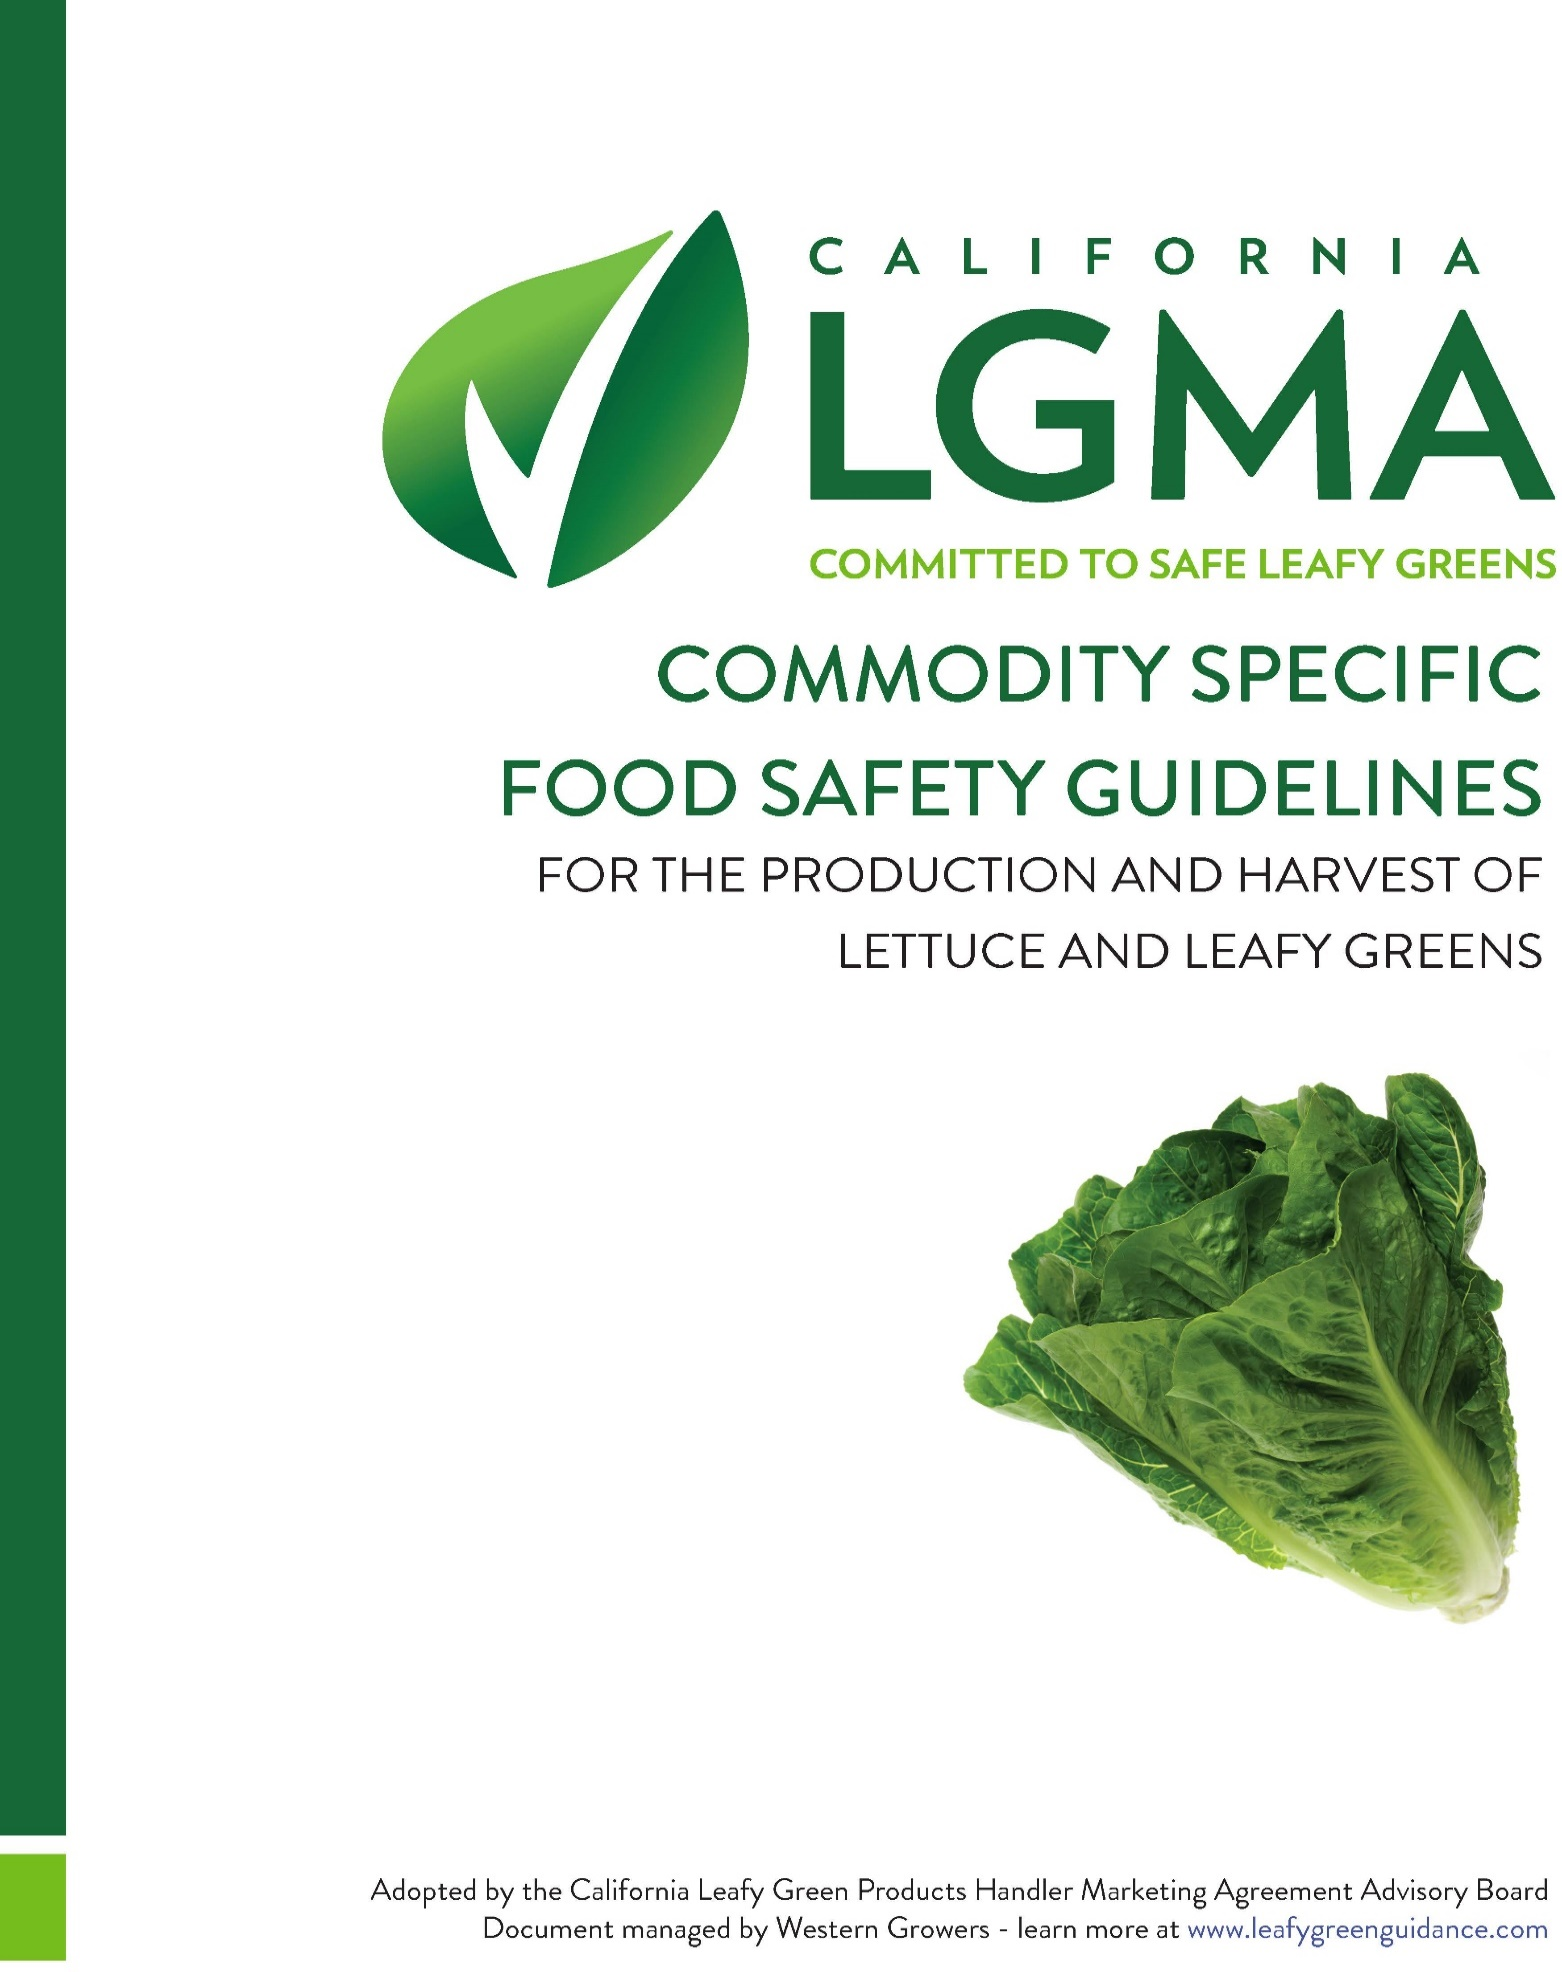 CALIFORNIA
LGMA
COMMITTED TO SAFE LEAFY GREENS
COMMODITY SPECIFIC
FOOD SAFETY GUIDELINES
FOR THE PRODUCTION AND HARVEST OF
LETTUCE AND LEAFY GREENS
Adopted by the California Leafy Green Products Handler Marketing Agreement Advisory Board
Document managed by Western Growers - learn more at www.leafygreenguidance.com